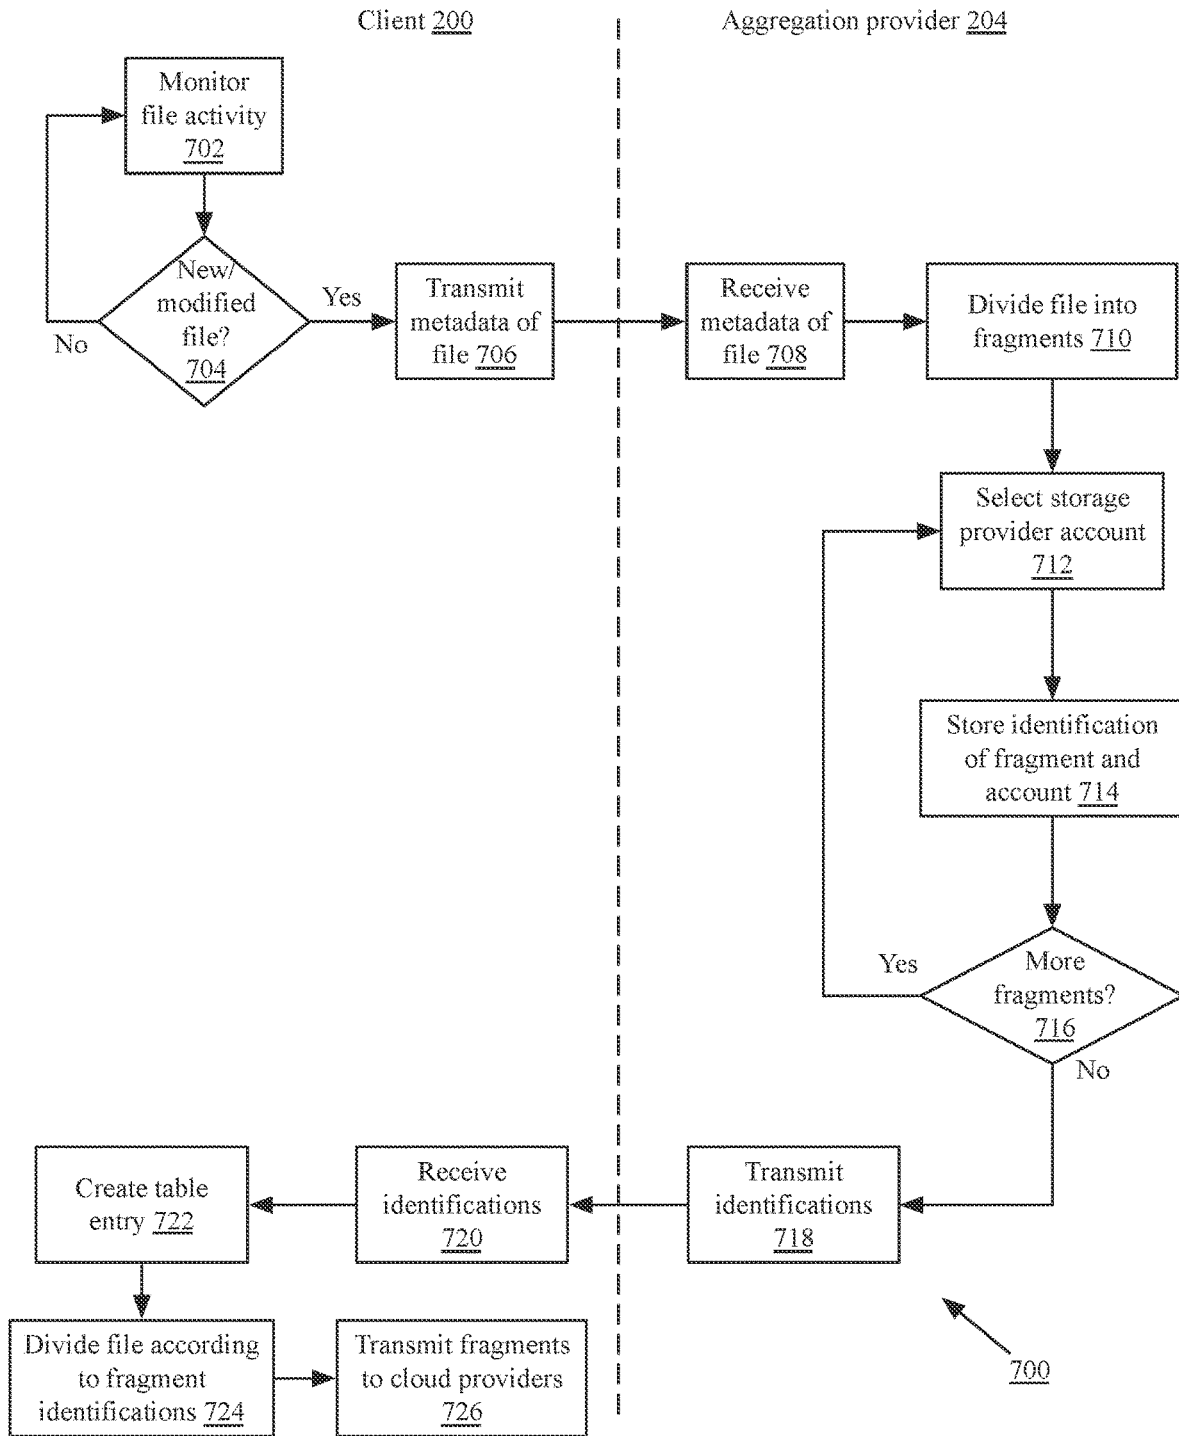 Client 200
Aggregation provider 204
Monitor
file activity
702
New/
modified
file?
704
No
Yes
Transmit
metadata of
file 706
Receive
metadata of
file 708
Divide file into
fragments 710
Select storage
provider account
712
Store identification
of fragment and
account 714
More
fragments?
716
Yes
No
Transmit
identifications
718
Receive
identifications
720
Create table
entry 722
Divide file according
to fragment
identifications 724
Transmit fragments
to cloud providers
726
700